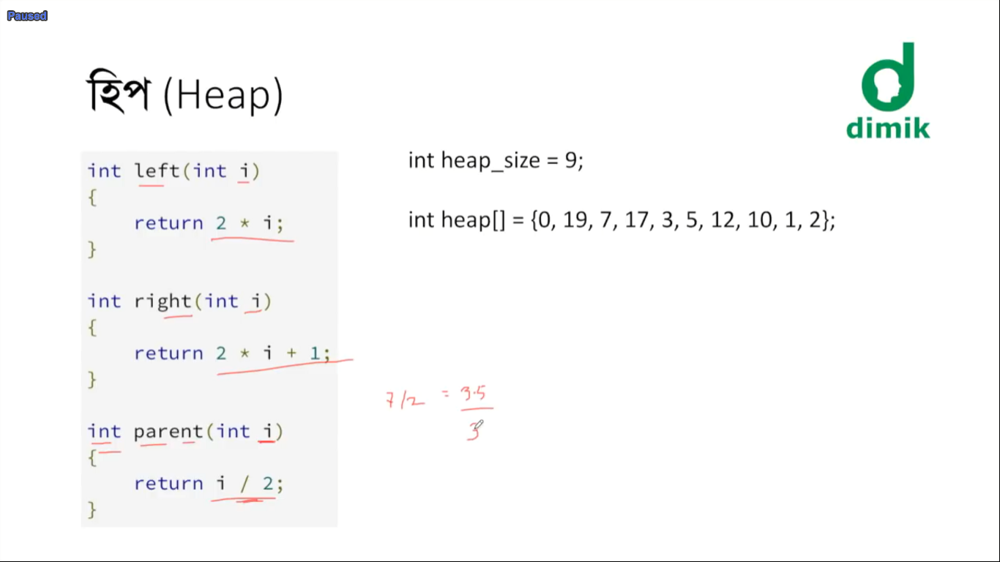 Paused
হিপ (Heap)
dimik
int left(int i)
{
return 2 * i;
}
int right(int i)
{
return 2 * i + 1;
}
int parent(int i)
{
return i / 2;
}
int heap_size = 9;
int heap[] = {0, 19, 7, 17, 3, 5, 12, 10, 1, 2};
7/2 = 3.5
3